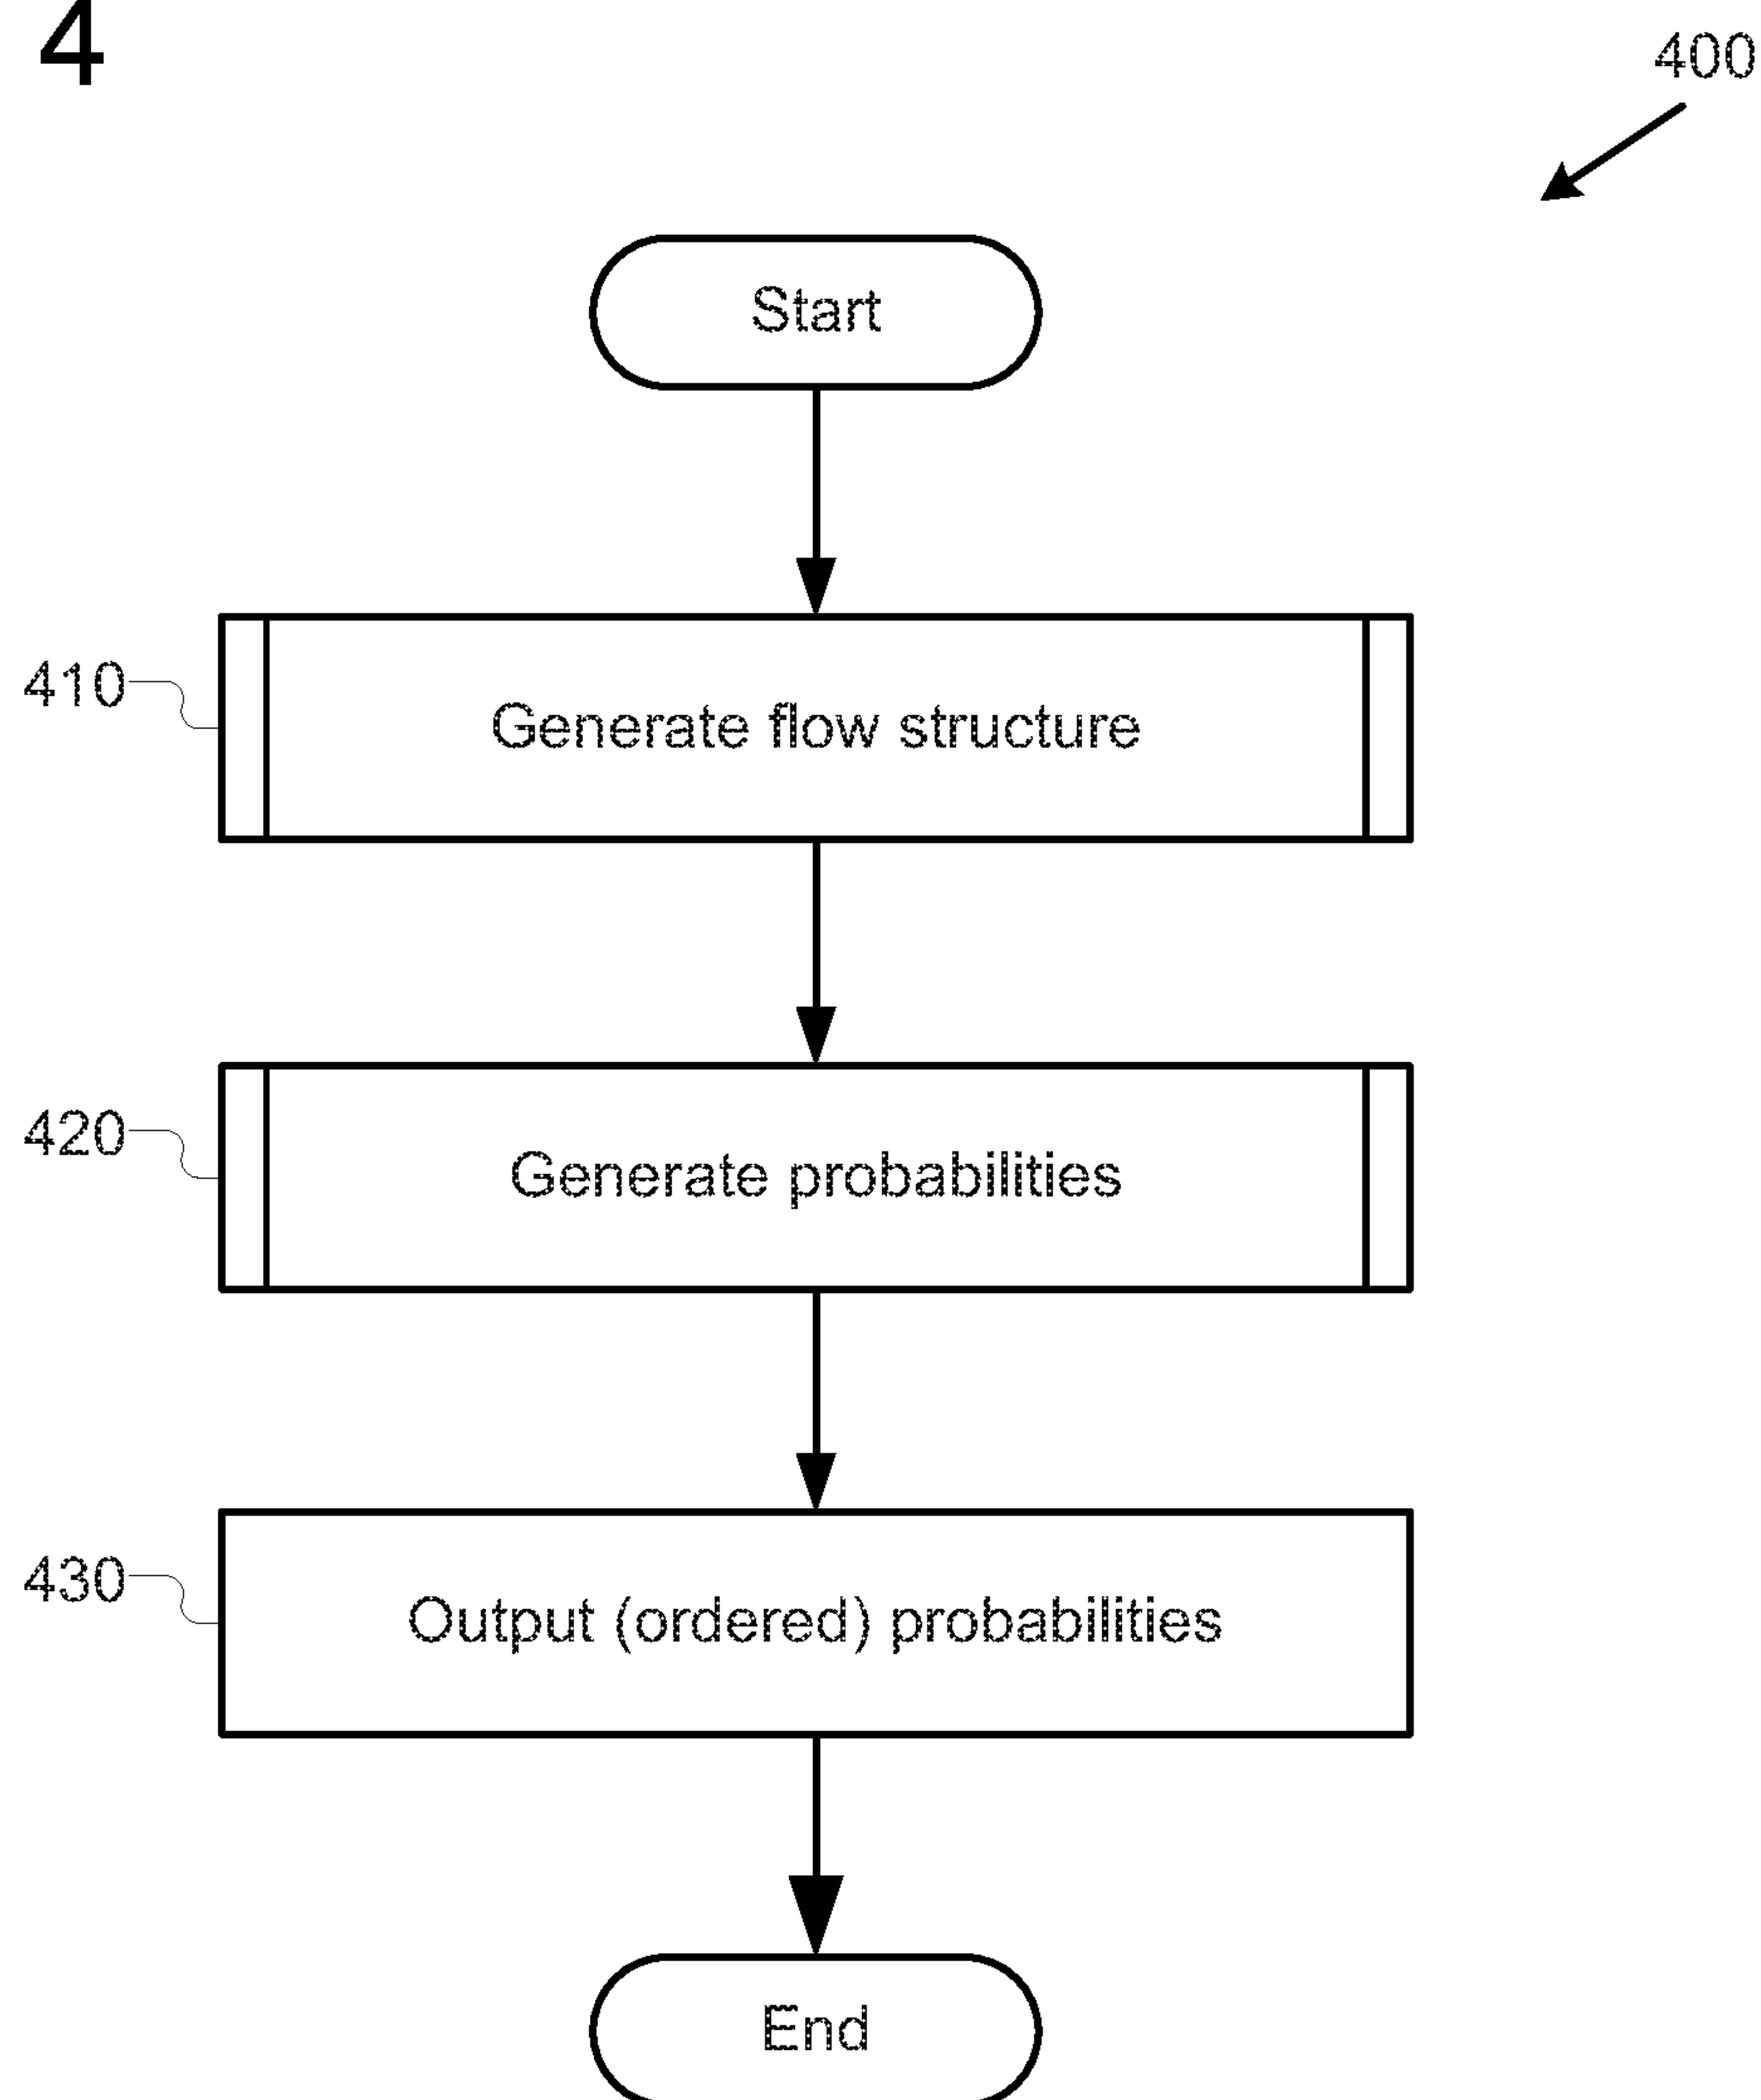 4
400
Start
410
Generate flow structure
420
Generate probabilities
430
Output (ordered) probabilities
End